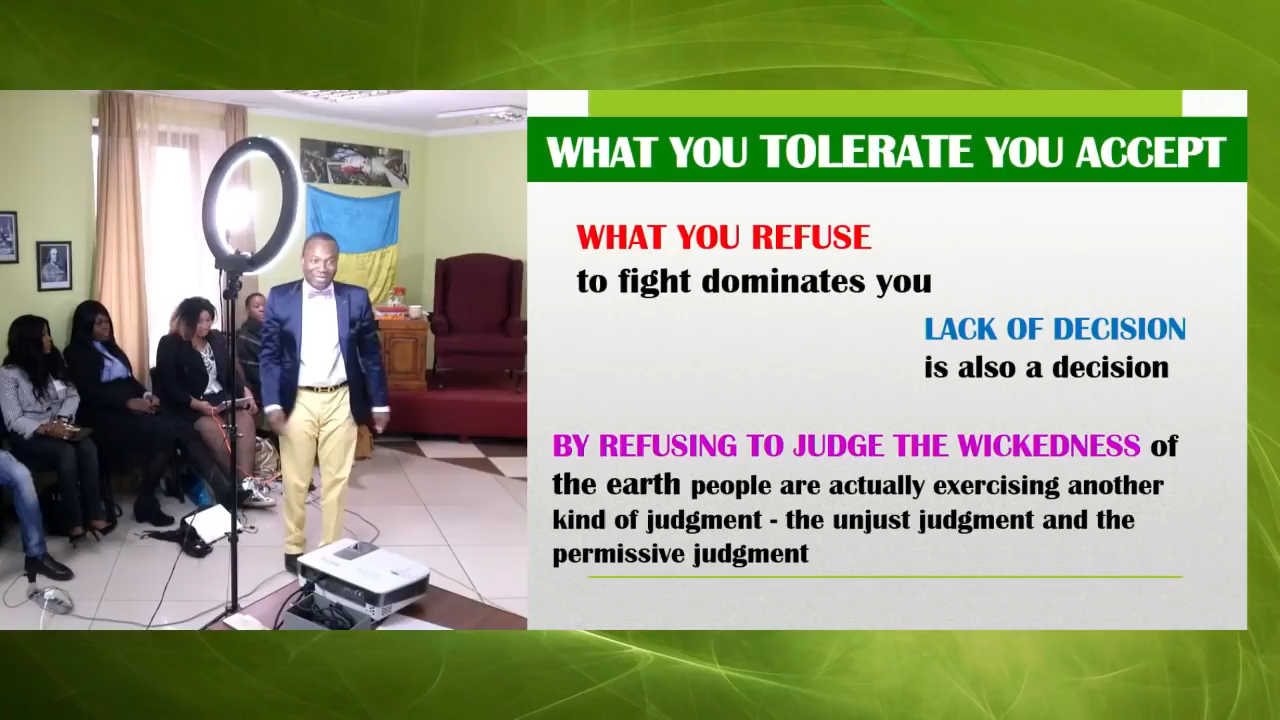 WHAT YOU TOLERATE YOU ACCEPT
WHAT YOU REFUSE
to fight dominates you
LACK OF DECISION
is also a decision
BY REFUSING TO JUDGE THE WICKEDNESS of
the earth people are actually exercising another
kind of judgment - the unjust judgment and the
permissive judgment